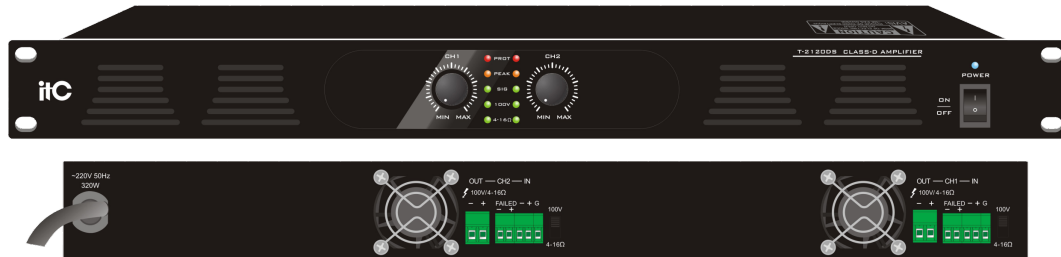 CAUTION
T-2120DS CLASS-D AMPLIFIER
itC
CH1
CH2
PROT
PEAK
SIG
100V
4-16Ω
MIN MAX
MIN MAX
POWER
ON
OFF
~220V 50Hz
320W
OUT — CH2 — IN
100V/4-16Ω
− + FAILED − + G
− +
100V
4-16Ω
OUT — CH1 — IN
100V/4-16Ω
− + FAILED − + G
− +
100V
4-16Ω